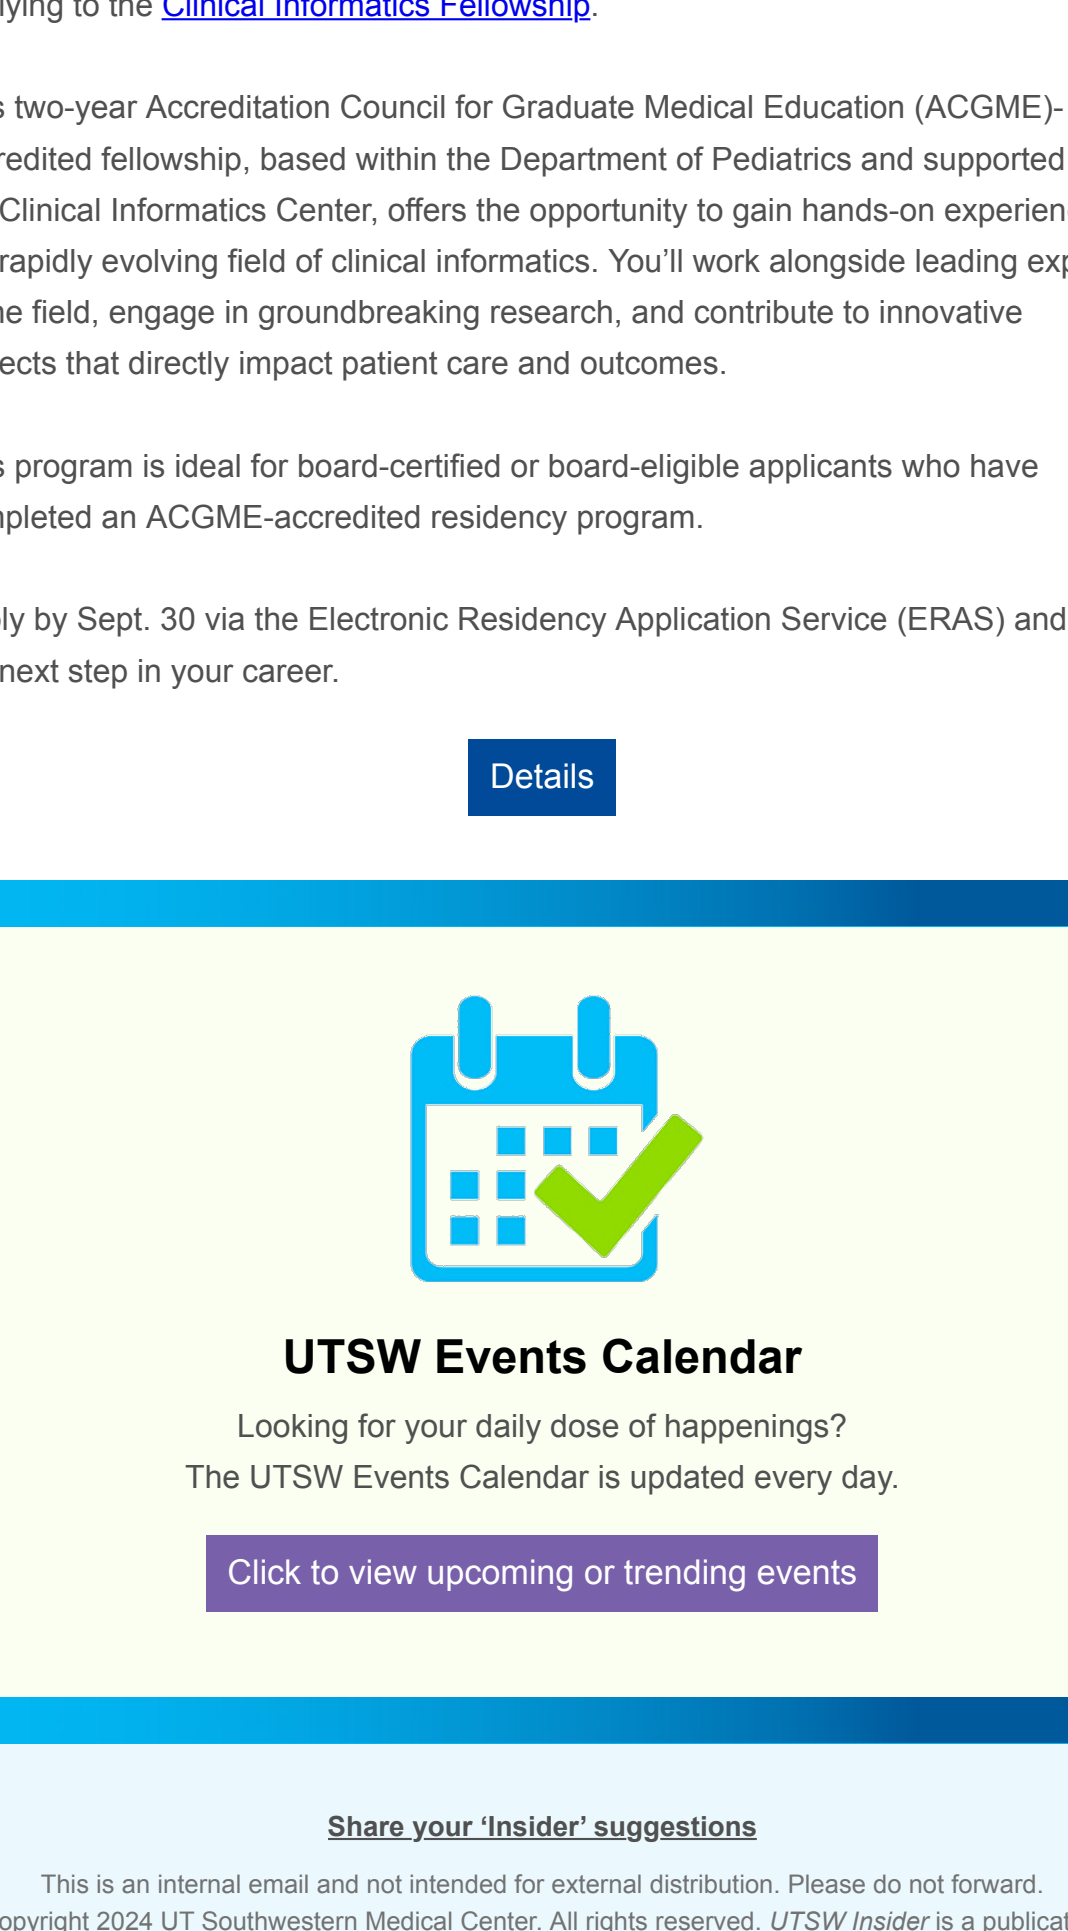 lying to the Clinical Informatics Fellowship.
s two-year Accreditation Council for Graduate Medical Education (ACGME)-
redited fellowship, based within the Department of Pediatrics and supported
Clinical Informatics Center, offers the opportunity to gain hands-on experien
rapidly evolving field of clinical informatics. You’ll work alongside leading exp
ne field, engage in groundbreaking research, and contribute to innovative
ects that directly impact patient care and outcomes.
s program is ideal for board-certified or board-eligible applicants who have
mpleted an ACGME-accredited residency program.
ply by Sept. 30 via the Electronic Residency Application Service (ERAS) and
next step in your career.
Details
UTSW Events Calendar
Looking for your daily dose of happenings?
The UTSW Events Calendar is updated every day.
Click to view upcoming or trending events
Share your ‘Insider’ suggestions
This is an internal email and not intended for external distribution. Please do not forward.
opyright 2024 UT Southwestern Medical Center. All rights reserved. UTSW Insider is a publicat